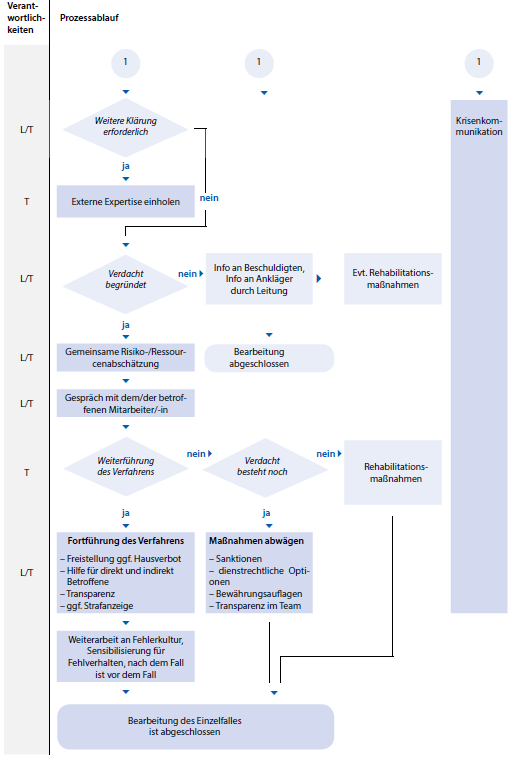 Verant-
wortlich-
keiten
Prozessablauf
1
1
1
L/T
Weitere Klärung
erforderlich
Krisenkom-
munikation
ja
nein
T
Externe Expertise einholen
L/T
Verdacht
begründet
nein
Info an Beschuldigten,
Info an Ankläger
durch Leitung
Evt. Rehabilitations-
maßnahmen
ja
L/T
Gemeinsame Risiko-/Ressour-
cenabschätzung
Bearbeitung
abgeschlossen
L/T
Gespräch mit dem/der betrof-
fenen Mitarbeiter/-in
T
Weiterführung
des Verfahrens
nein
Verdacht
besteht noch
nein
Rehabilitations-
maßnahmen
ja
ja
L/T
Fortführung des Verfahrens
– Freistellung ggf. Hausverbot
– Hilfe für direkt und indirekt
Betroffene
– Transparenz
– ggf. Strafanzeige
Maßnahmen abwägen
– Sanktionen
– dienstrechtliche Opti-
onen
– Bewährungsauflagen
– Transparenz im Team
Weiterarbeit an Fehlerkultur,
Sensibilisierung für
Fehlverhalten, nach dem Fall
ist vor dem Fall
Bearbeitung des Einzelfalles
ist abgeschlossen